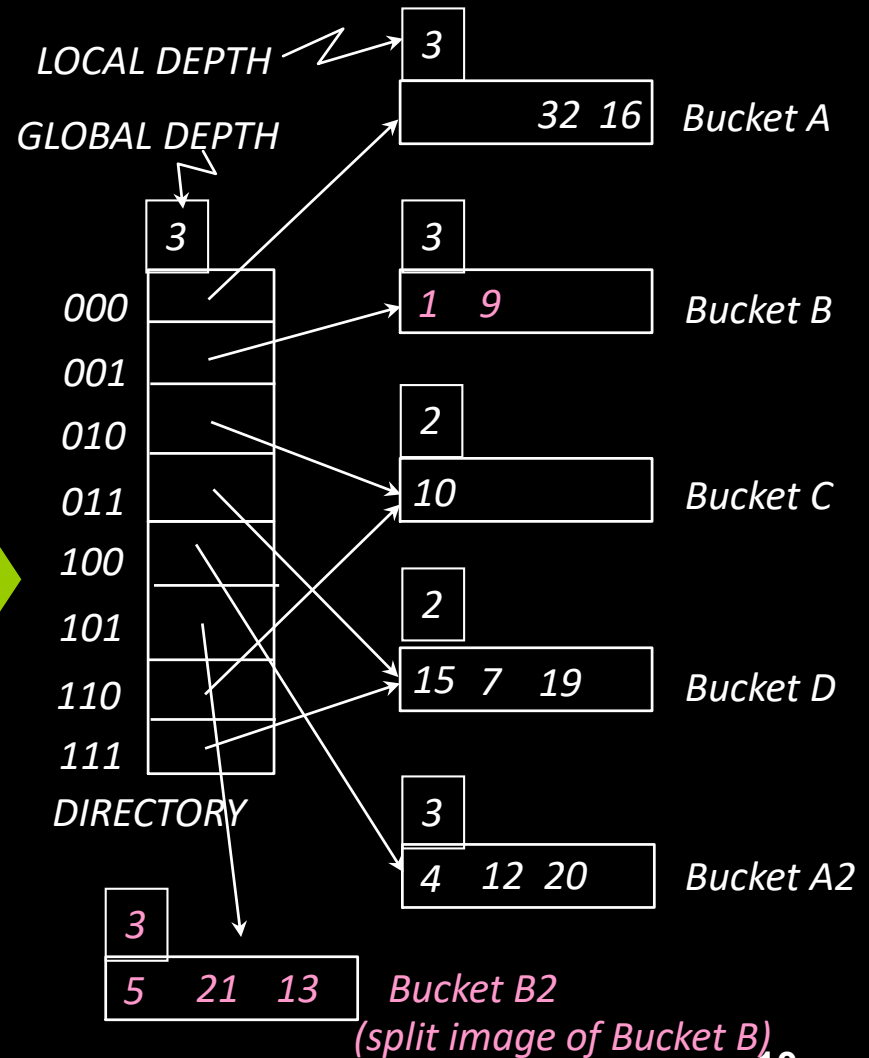 LOCAL DEPTH
3
32 16
Bucket A
GLOBAL DEPTH
3
3
1 9
Bucket B
000
001
010
011
100
101
110
111
DIRECTORY
2
10
Bucket C
2
15 7 19
Bucket D
3
4 12 20
Bucket A2
3
5 21 13
Bucket B2
(split image of Bucket B)